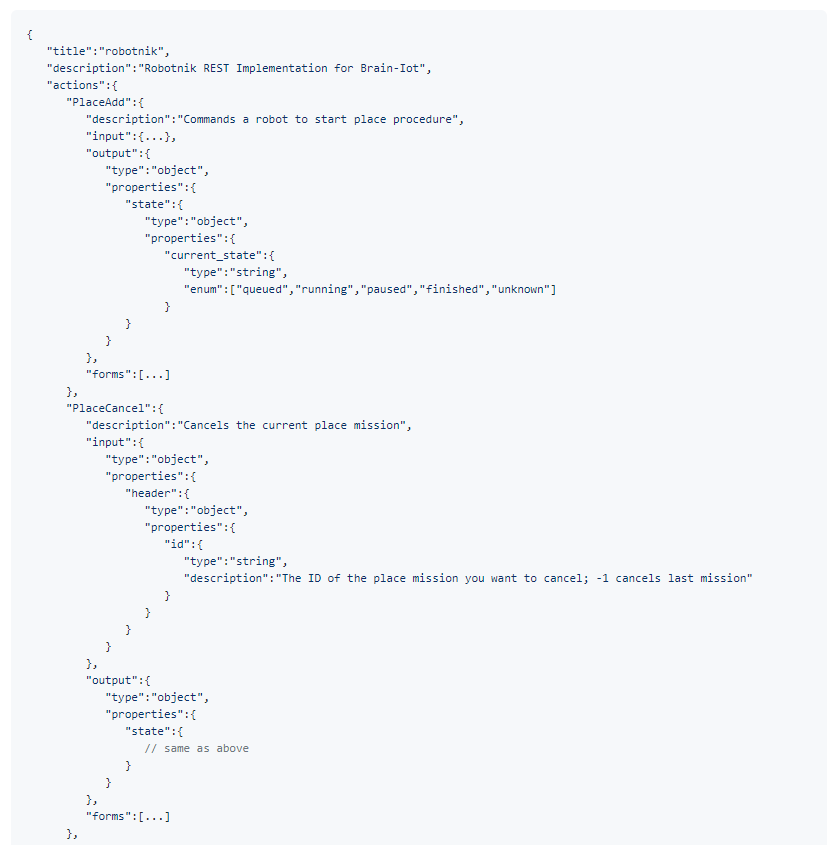 {
"title":"robotnik",
"description":"Robotnik REST Implementation for Brain-Iot",
"actions":{
"PlaceAdd":{
"description":"Commands a robot to start place procedure",
"input":{...},
"output":{
"type":"object",
"properties":{
"state":{
"type":"object",
"properties":{
"current_state":{
"type":"string",
"enum":["queued","running","paused","finished","unknown"]
}
}
}
},
"forms":[...]
},
"PlaceCancel":{
"description":"Cancels the current place mission",
"input":{
"type":"object",
"properties":{
"header":{
"type":"object",
"properties":{
"id":{
"type":"string",
"description":"The ID of the place mission you want to cancel; -1 cancels last mission"
}
}
}
}
},
"output":{
"type":"object",
"properties":{
"state":{
// same as above
}
}
},
"forms":[...]
},